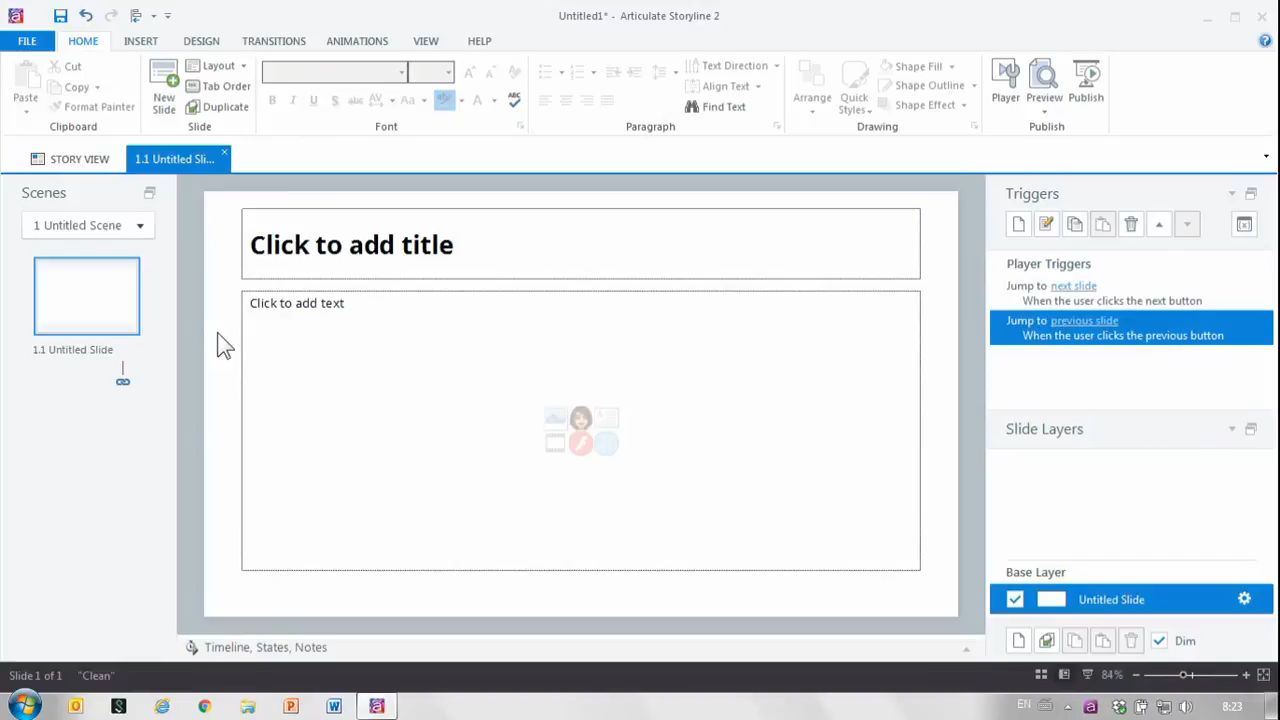 Untitled1* - Articulate Storyline 2
FILE HOME INSERT DESIGN TRANSITIONS ANIMATIONS VIEW HELP
Paste
Cut
Copy
Format Painter
Clipboard
New Slide
Layout
Tab Order
Duplicate
Slide
B I U S abc AV Aa A ABC
Font
Text Direction
Align Text
Find Text
Paragraph
Arrange
Quick Styles
Shape Fill
Shape Outline
Shape Effect
Drawing
Player
Preview
Publish
Publish
STORY VIEW
1.1 Untitled Sli...
Scenes
1 Untitled Scene
1.1 Untitled Slide
Click to add title
Click to add text
Timeline, States, Notes
Triggers
Player Triggers
Jump to next slide
When the user clicks the next button
Jump to previous slide
When the user clicks the previous button
Slide Layers
Base Layer
Untitled Slide
Dim
Slide 1 of 1 "Clean"
84%
EN
8:23